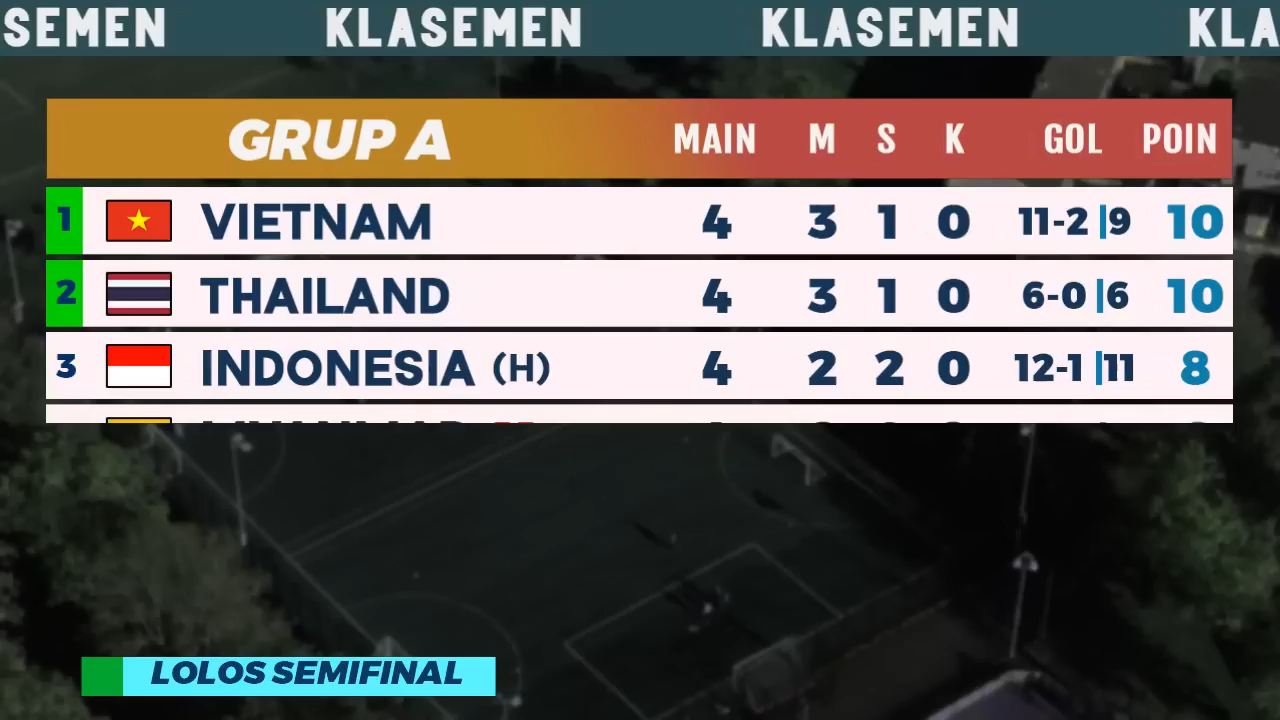 SEMEN KLASEMEN KLASEMEN KLA
GRUP A MAIN M S K GOL POIN
1 VIETNAM 4 3 1 0 11-2 |9 10
2 THAILAND 4 3 1 0 6-0 |6 10
3 INDONESIA (H) 4 2 2 0 12-1 |11 8
LOLOS SEMIFINAL